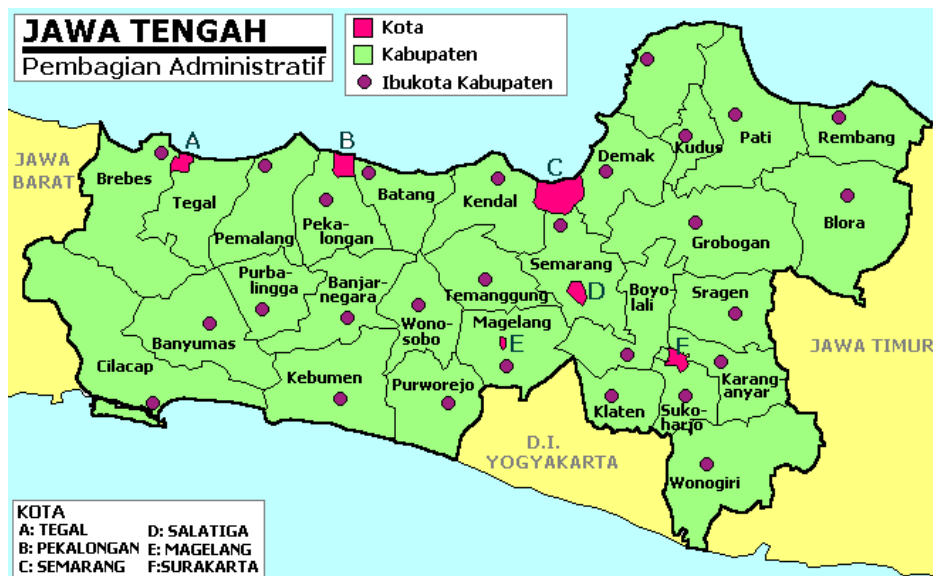 JAWA TENGAH
Pembagian Administratif
Kota
Kabupaten
Ibukota Kabupaten
JAWA
BARAT
A
B
C
Brebes
Tegal
Pemalang
Peka-
longan
Batang
Kendal
Demak
Kudus
Pati
Rembang
Blora
Grobogan
Semarang
D
Boyo-
lali
Sragen
Purba-
lingga
Banjar-
negara
Temanggung
Wono-
sobo
Magelang
E
F
Banyumas
Cilacap
Kebumen
Purworejo
Klaten
Suko-
harjo
Karang-
anyar
Wonogiri
JAWA TIMUR
D.I.
YOGYAKARTA
KOTA
A: TEGAL
B: PEKALONGAN
C: SEMARANG
D: SALATIGA
E: MAGELANG
F:SURAKARTA